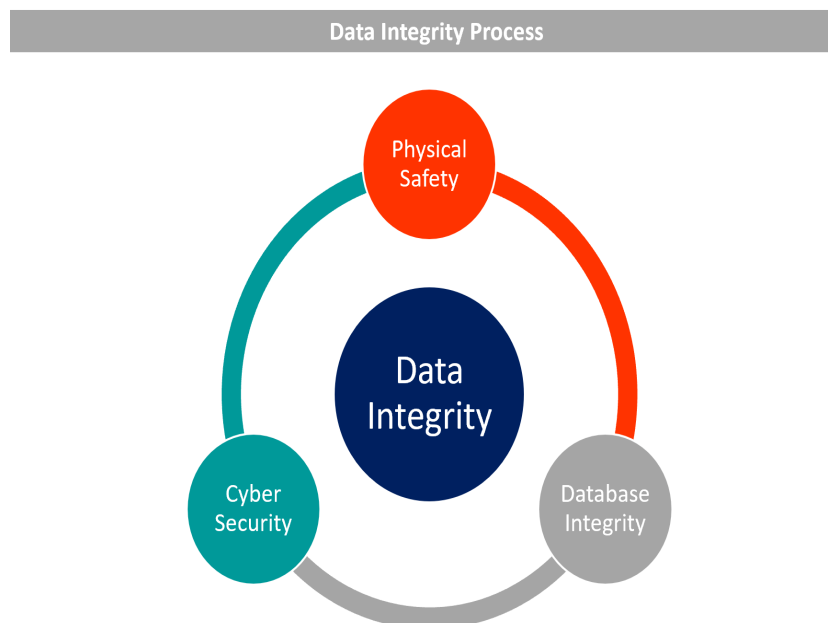 Data Integrity Process
Physical
Safety
Data
Integrity
Cyber
Security
Database
Integrity